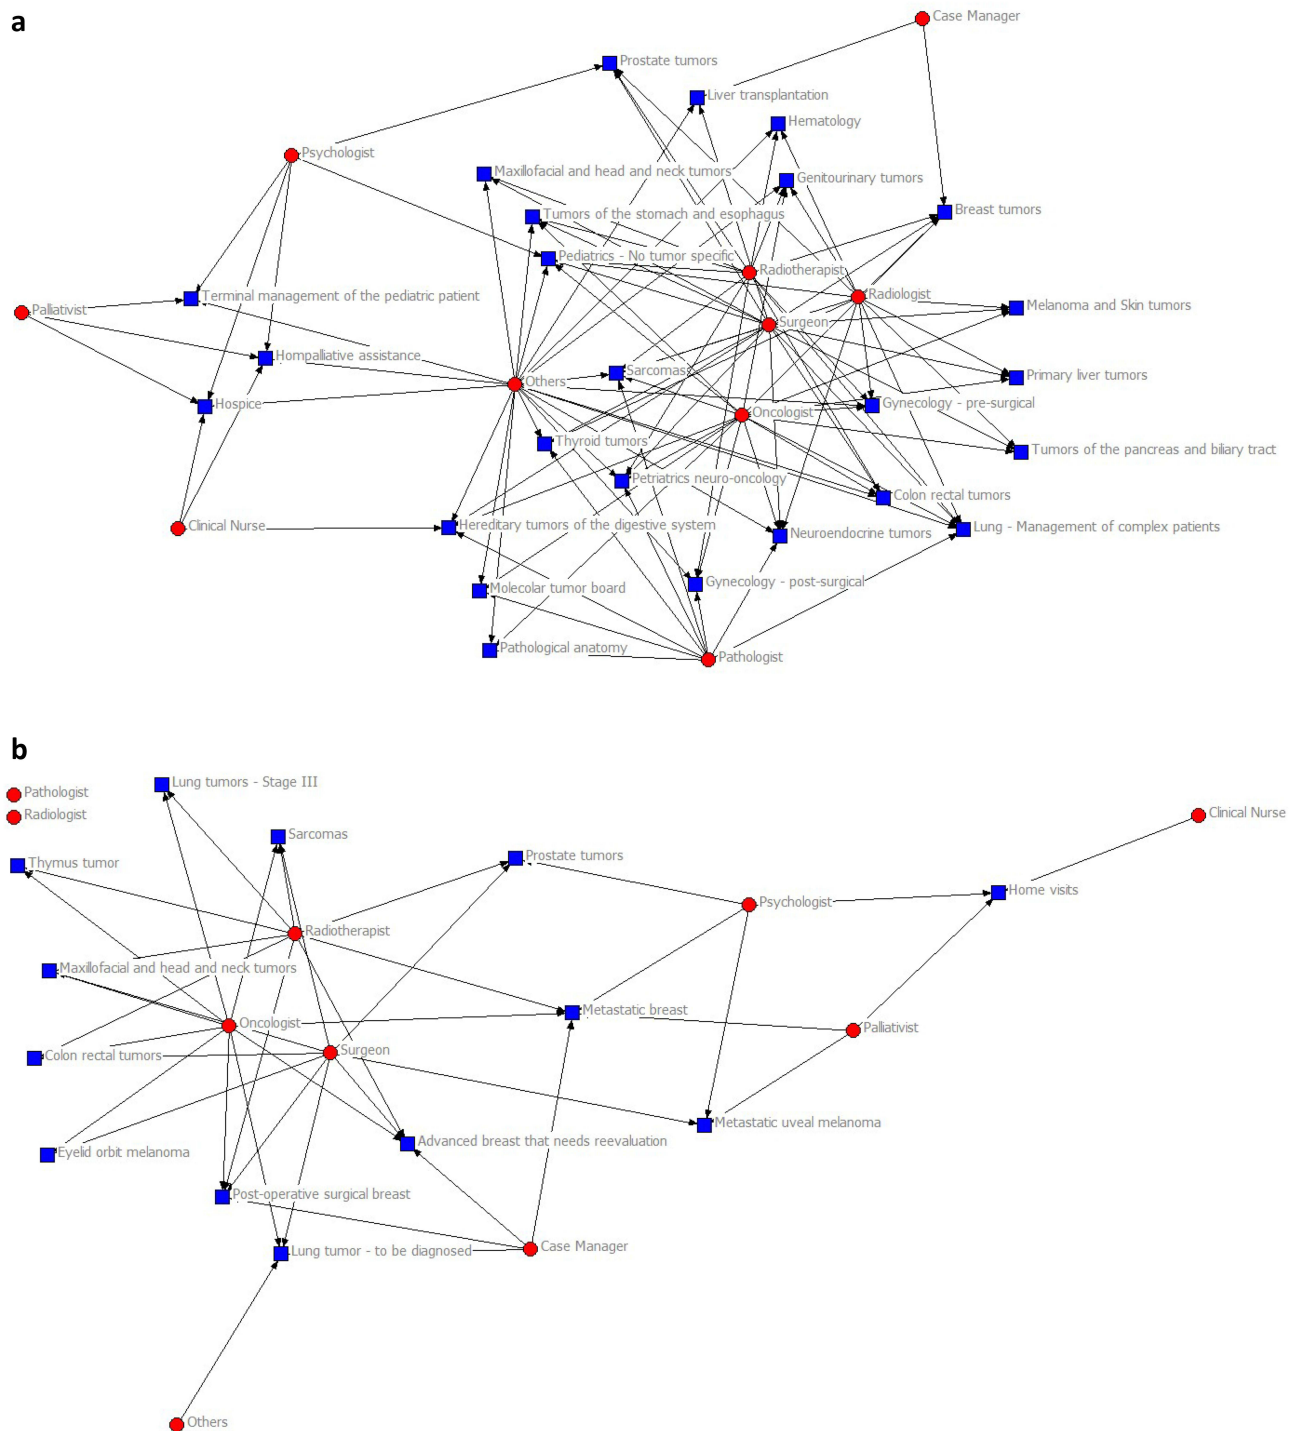 a
Case Manager
Prostate tumors
Liver transplantation
Hematology
Psychologist
Maxillofacial and head and neck tumors
Genitourinary tumors
Tumors of the stomach and esophagus
Breast tumors
Pediatrics - No tumor specific
Radiotherapist
Terminal management of the pediatric patient
Radiologist
Palliativist
Melanoma and Skin tumors
Surgeon
Hompalliative assistance
Sarcomas
Primary liver tumors
Others
Hospice
Gynecology - pre-surgical
Oncologist
Thyroid tumors
Tumors of the pancreas and biliary tract
Petriatrics neuro-oncology
Colon rectal tumors
Clinical Nurse
Hereditary tumors of the digestive system
Neuroendocrine tumors
Lung - Management of complex patients
Molecolar tumor board
Gynecology - post-surgical
Pathological anatomy
Pathologist
b
Lung tumors - Stage III
Pathologist
Radiologist
Clinical Nurse
Sarcomas
Thymus tumor
Prostate tumors
Home visits
Psychologist
Radiotherapist
Maxillofacial and head and neck tumors
Metastatic breast
Oncologist
Palliativist
Colon rectal tumors
Surgeon
Metastatic uveal melanoma
Advanced breast that needs reevaluation
Eyelid orbit melanoma
Post-operative surgical breast
Lung tumor - to be diagnosed
Case Manager
Others